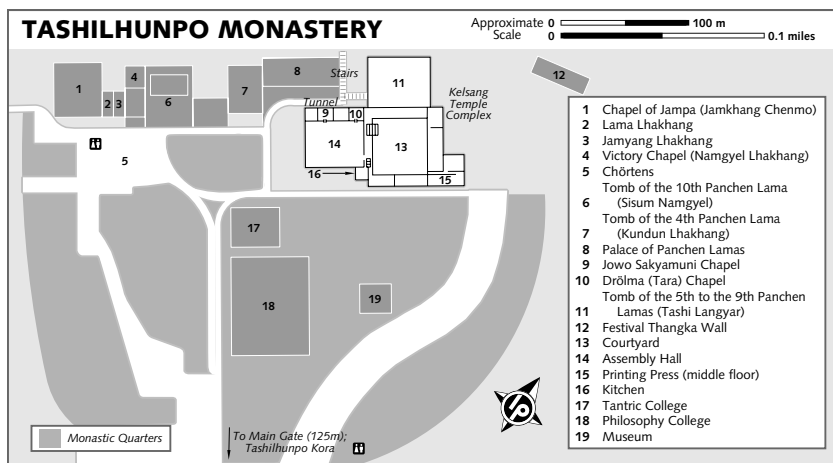 TASHILHUNPO MONASTERY
Approximate Scale 0 100 m
0 0.1 miles
1
2
3
4
6
7
8
Stairs
Tunnel
9
10
11
Kelsang
Temple
Complex
12
14
13
16
15
5
17
18
19
Monastic Quarters
To Main Gate (125m);
Tashilhunpo Kora
1 Chapel of Jampa (Jamkhang Chenmo)
2 Lama Lhakhang
3 Jamyang Lhakhang
4 Victory Chapel (Namgyel Lhakhang)
5 Chörtens
6 Tomb of the 10th Panchen Lama
(Sisum Namgyel)
7 Tomb of the 4th Panchen Lama
(Kundun Lhakhang)
8 Palace of Panchen Lamas
9 Jowo Sakyamuni Chapel
10 Drölma (Tara) Chapel
11 Tomb of the 5th to the 9th Panchen
Lamas (Tashi Langyar)
12 Festival Thangka Wall
13 Courtyard
14 Assembly Hall
15 Printing Press (middle floor)
16 Kitchen
17 Tantric College
18 Philosophy College
19 Museum